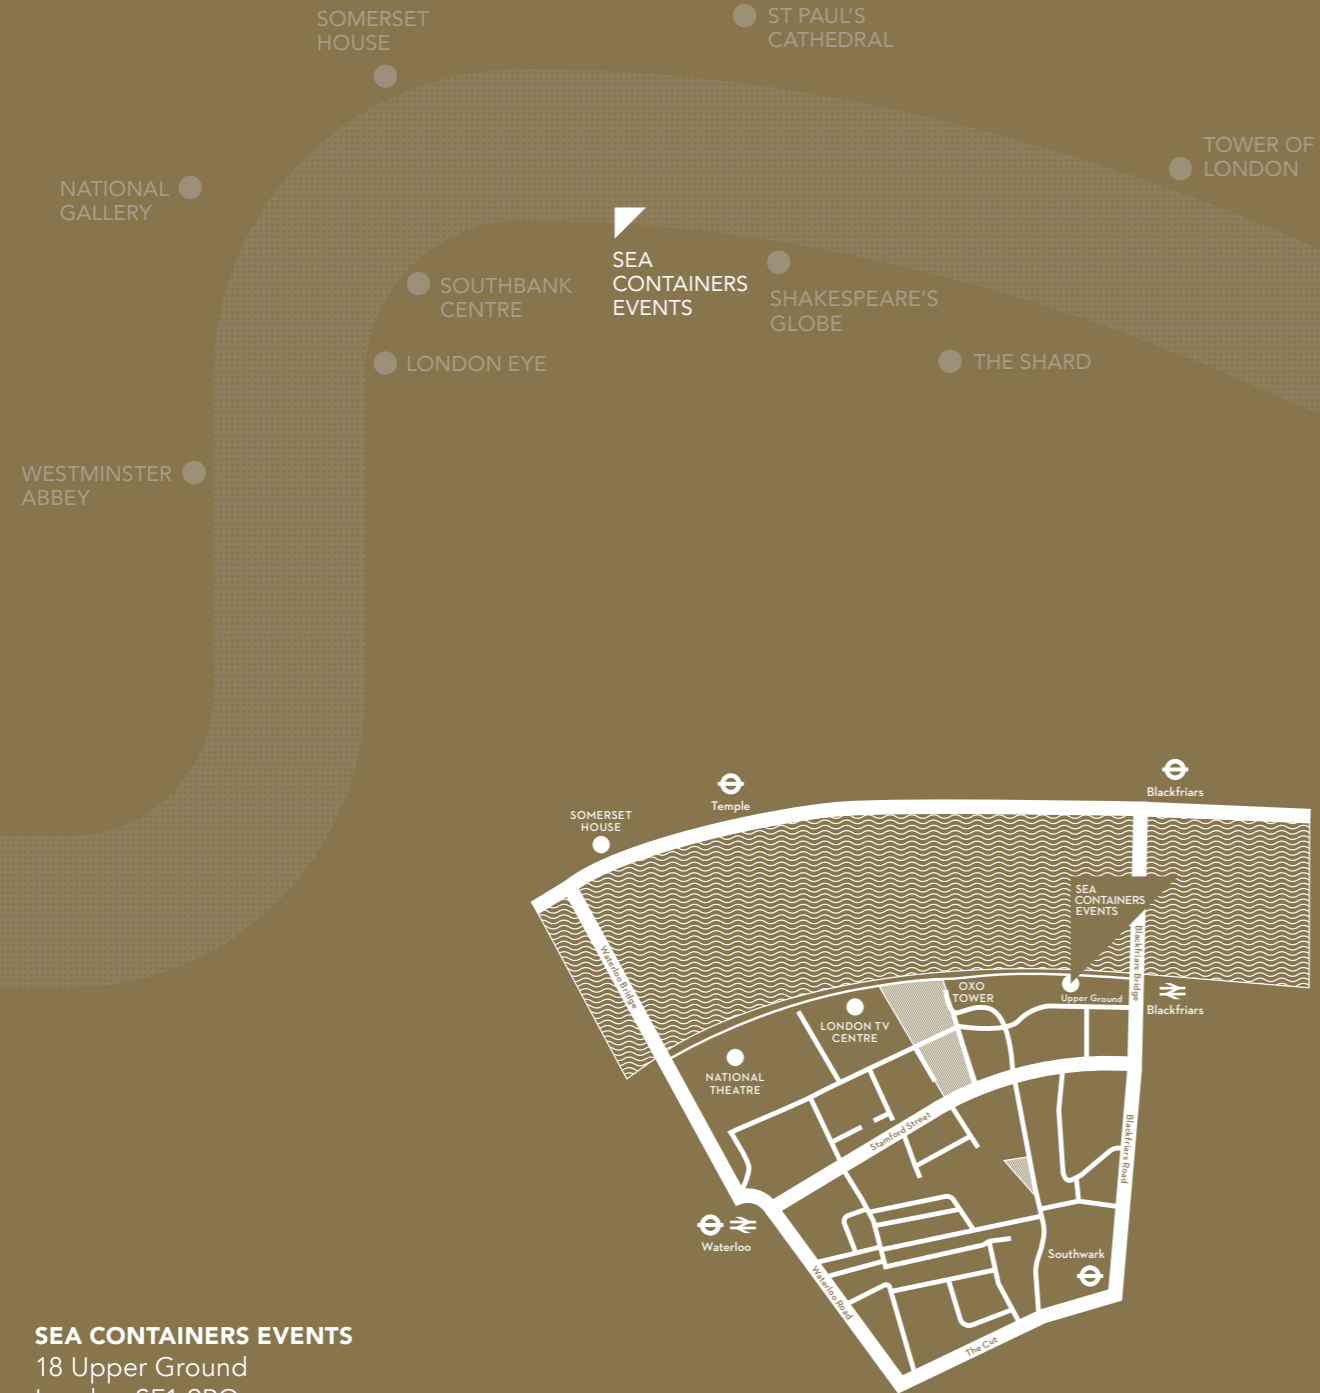 SOMERSET
HOUSE
ST PAUL'S
CATHEDRAL
TOWER OF
LONDON
NATIONAL
GALLERY
SEA
CONTAINERS
EVENTS
SOUTHBANK
CENTRE
SHAKESPEARE'S
GLOBE
LONDON EYE
THE SHARD
WESTMINSTER
ABBEY
Blackfriars
Temple
SOMERSET
HOUSE
SEA
CONTAINERS
EVENTS
Waterloo Bridge
Blackfriars Bridge
OXO
TOWER
Upper Ground
Blackfriars
LONDON TV
CENTRE
NATIONAL
THEATRE
Stamford Street
Blackfriars Road
Waterloo
Southwark
Waterloo Road
The Cut
SEA CONTAINERS EVENTS
18 Upper Ground